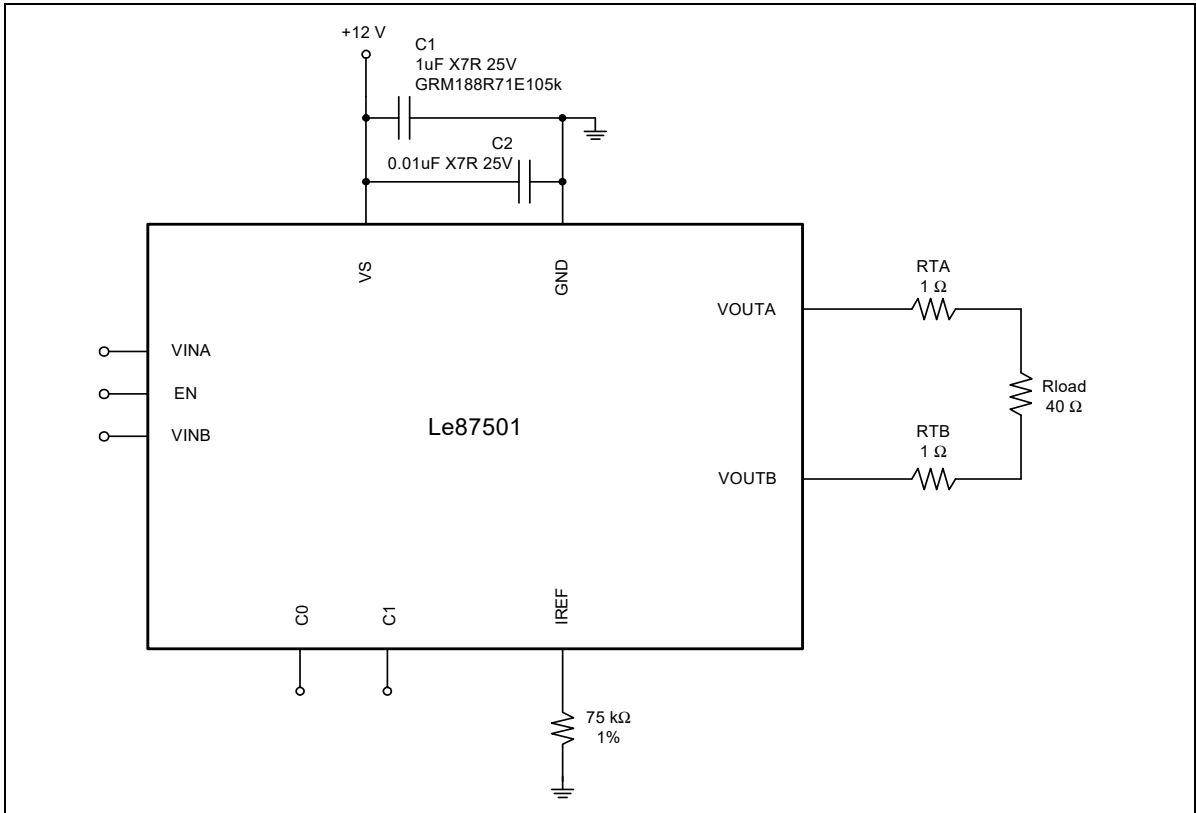 +12 V
C1
1uF X7R 25V
GRM188R71E105k
C2
0.01uF X7R 25V
VS
GND
VOUTA
RTA
1 Ω
VINA
EN
VINB
Le87501
Rload
40 Ω
RTB
1 Ω
VOUTB
C0
C1
IREF
75 kΩ
1%